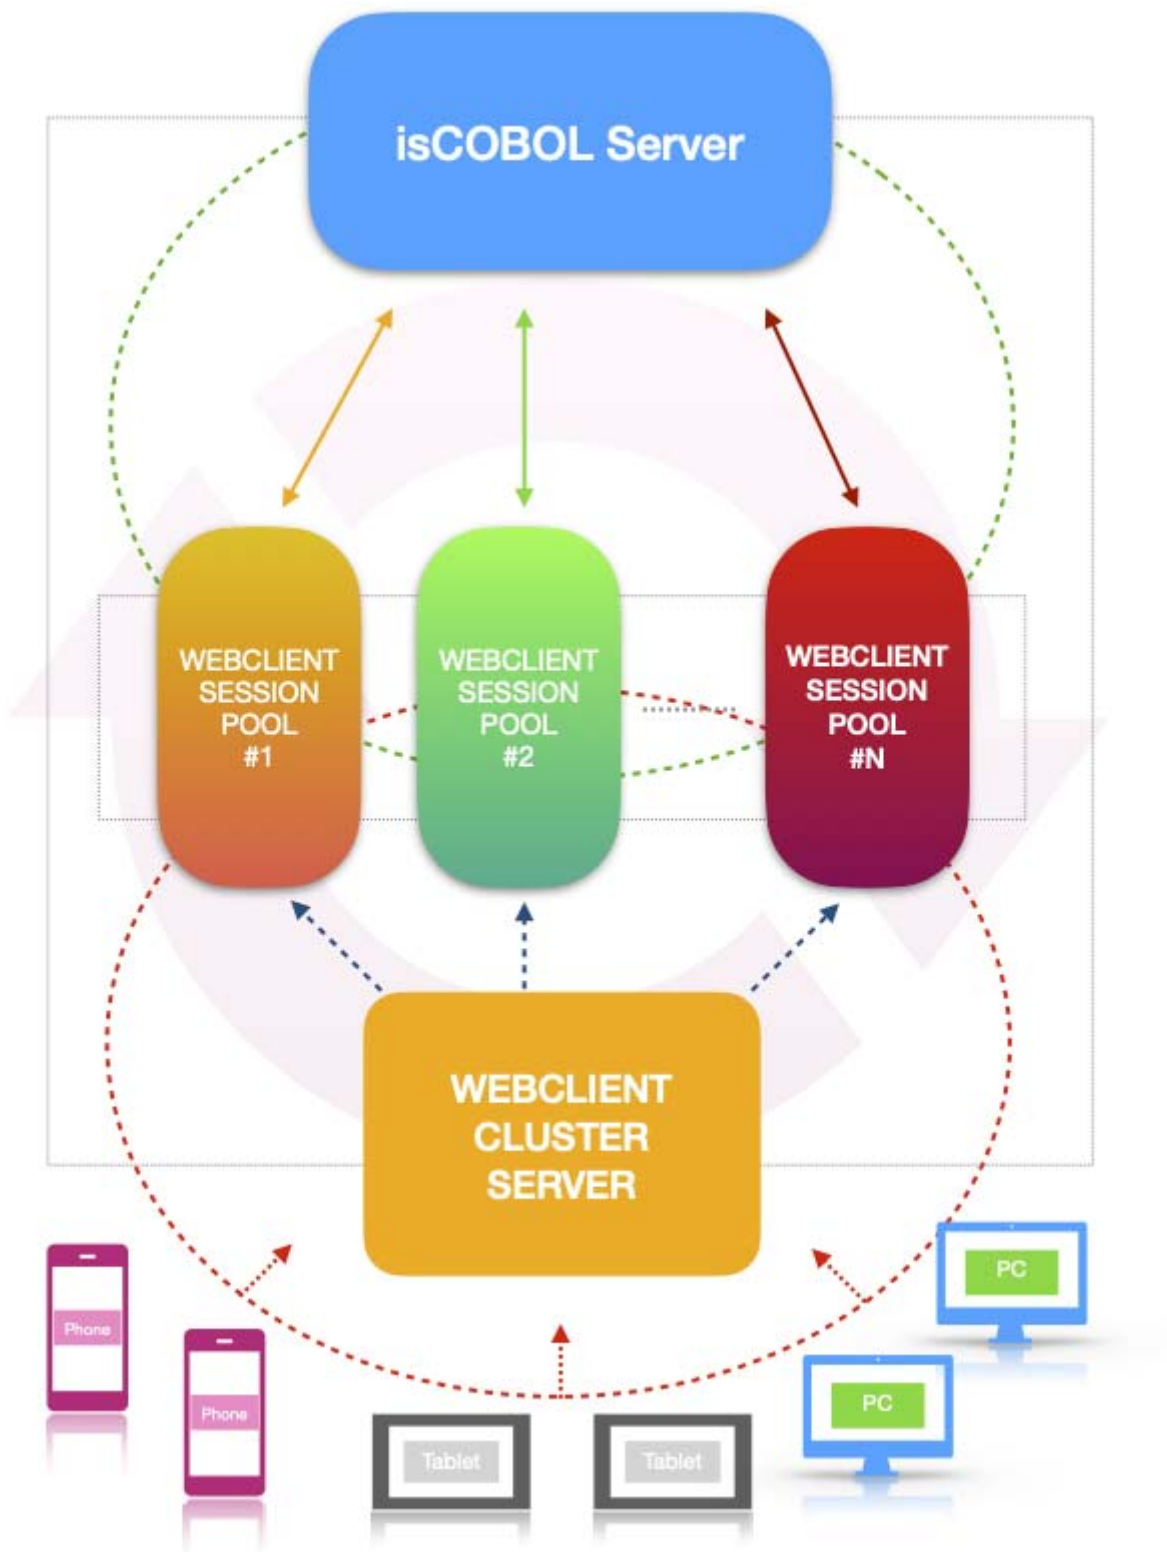 isCOBOL Server
WEBCLIENT
SESSION
POOL
#1
WEBCLIENT
SESSION
POOL
#2
WEBCLIENT
SESSION
POOL
#N
WEBCLIENT
CLUSTER
SERVER
Phone
Phone
Tablet
Tablet
PC
PC